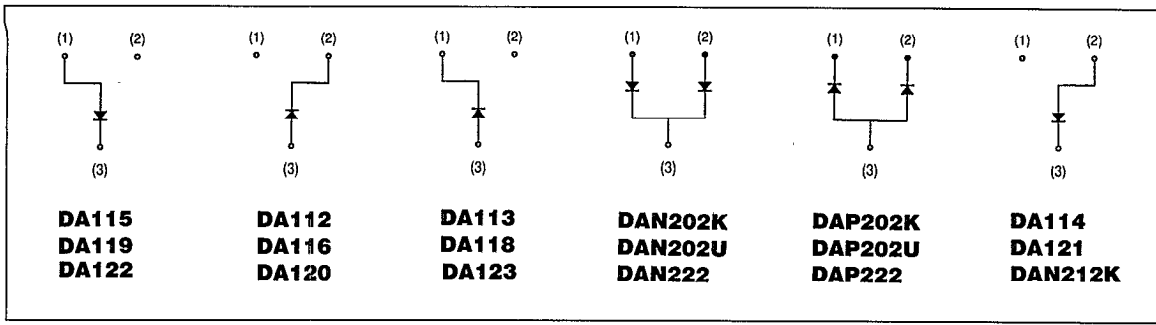 (1) (2) (1) (2) (1) (2) (1) (2) (1) (2) (1) (2)
(3) (3) (3) (3) (3) (3)
DA115 DA112 DA113 DAN202K DAP202K DA114
DA119 DA116 DA118 DAN202U DAP202U DA121
DA122 DA120 DA123 DAN222 DAP222 DAN212K